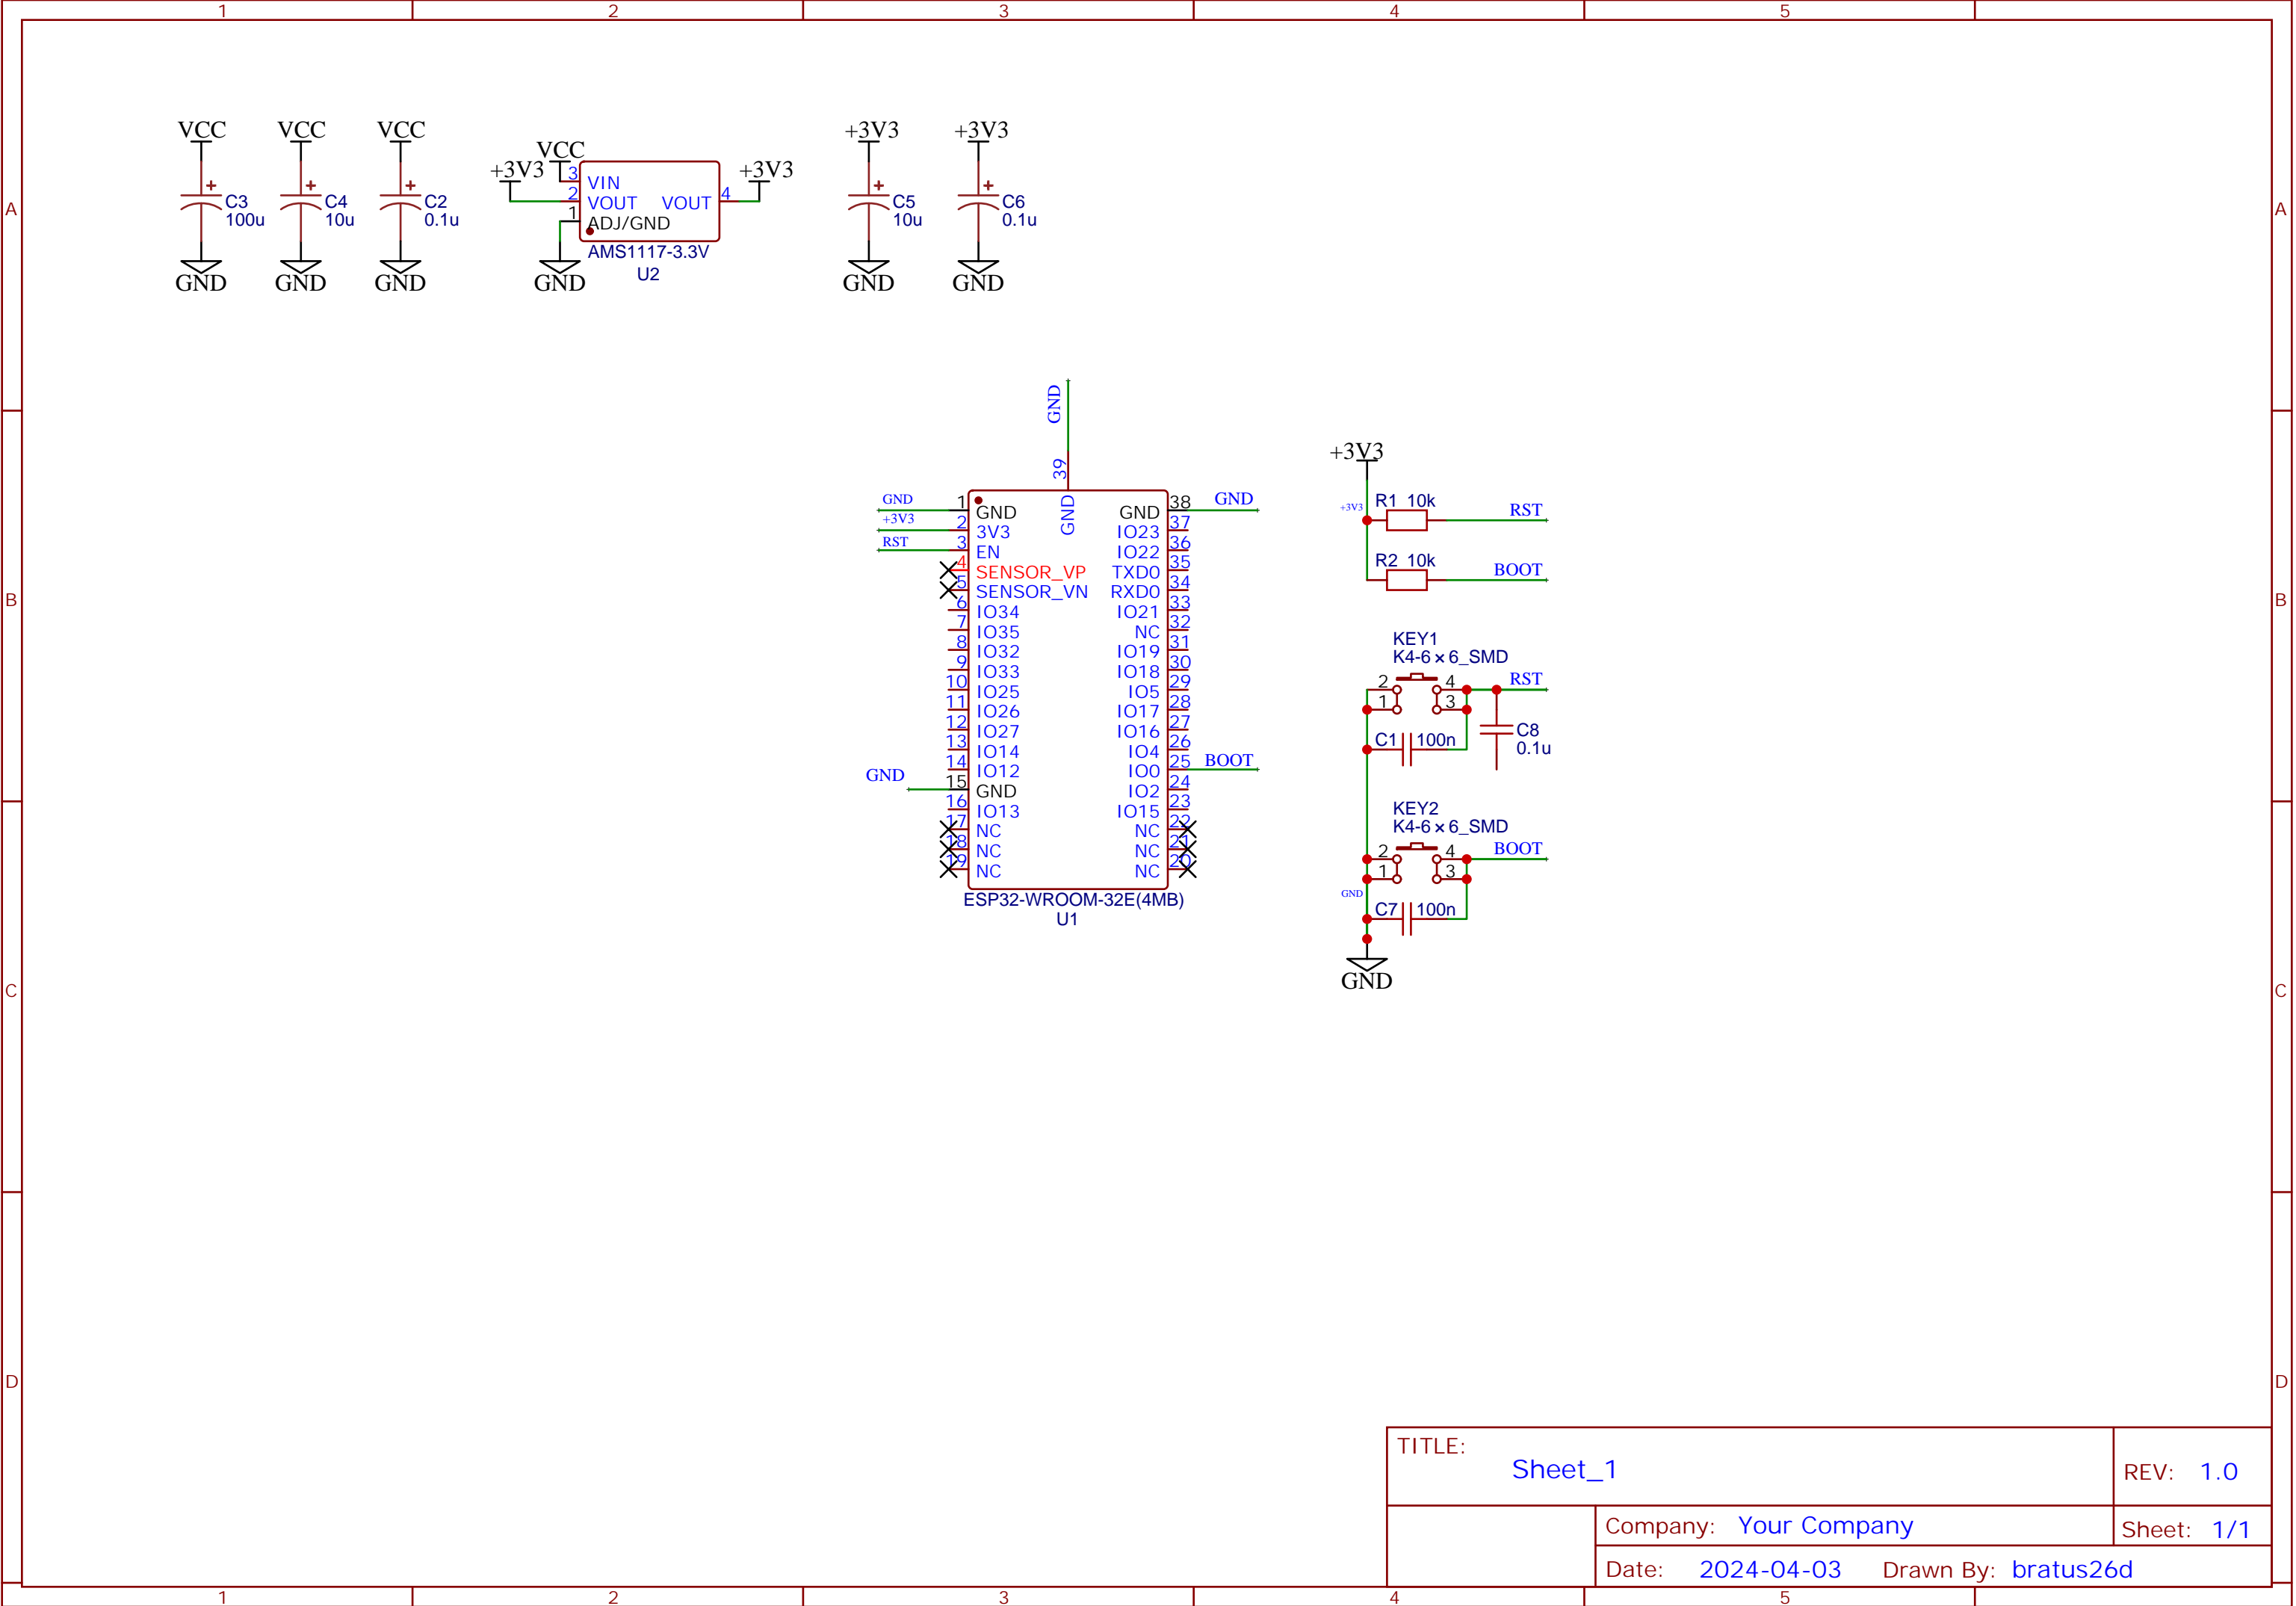 1 2 3 4 5
VCC VCC VCC +3V3 +3V3
VCC
+3V3 +3V3
3 VIN
2 VOUT VOUT 4
1 ADJ/GND
AMS1117-3.3V
U2
C3 C4 C2 C5 C6
100u 10u 0.1u 10u 0.1u
GND GND GND GND GND GND
A A
GND
39
GND
GND 1 GND GND 38 GND
+3V3 2 3V3 IO23 37
RST 3 EN IO22 36
4 SENSOR_VP TXD0 35
5 SENSOR_VN RXD0 34
6 IO34 IO21 33
7 IO35 NC 32
8 IO32 IO19 31
9 IO33 IO18 30
10 IO25 IO5 29
11 IO26 IO17 28
12 IO27 IO16 27
13 IO14 IO4 26
14 IO12 IO0 25 BOOT
GND 15 GND IO2 24
16 IO13 IO15 23
17 NC NC 22
18 NC NC 21
19 NC NC 20
ESP32-WROOM-32E(4MB)
U1
+3V3
+3V3 R1 10k RST
R2 10k BOOT
B B
KEY1
K4-6×6_SMD
2 4 RST
1 3
C1 100n
C8
0.1u
KEY2
K4-6×6_SMD
2 4 BOOT
1 3
GND
C7 100n
GND
C C
D D
TITLE:
Sheet_1
REV: 1.0
Company: Your Company
Sheet: 1/1
Date: 2024-04-03 Drawn By: bratus26d
1 2 3 4 5